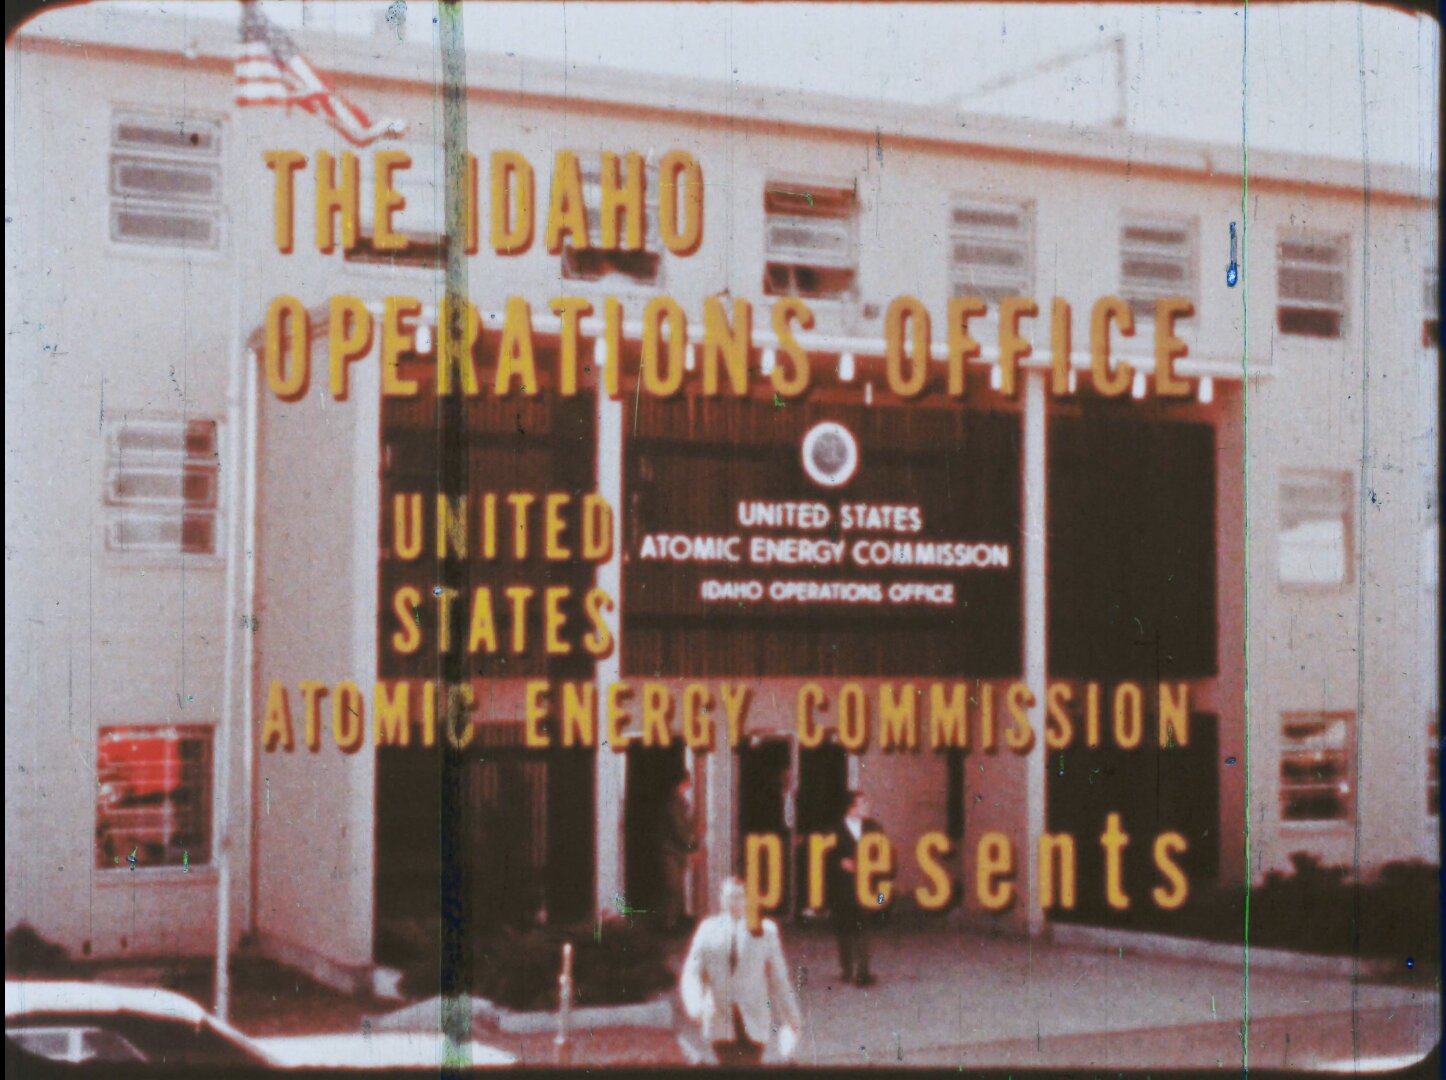 THE IDAHO
OPERATIONS OFFICE
UNITED
STATES
ATOMIC ENERGY COMMISSION
presents
UNITED STATES
ATOMIC ENERGY COMMISSION
IDAHO OPERATIONS OFFICE